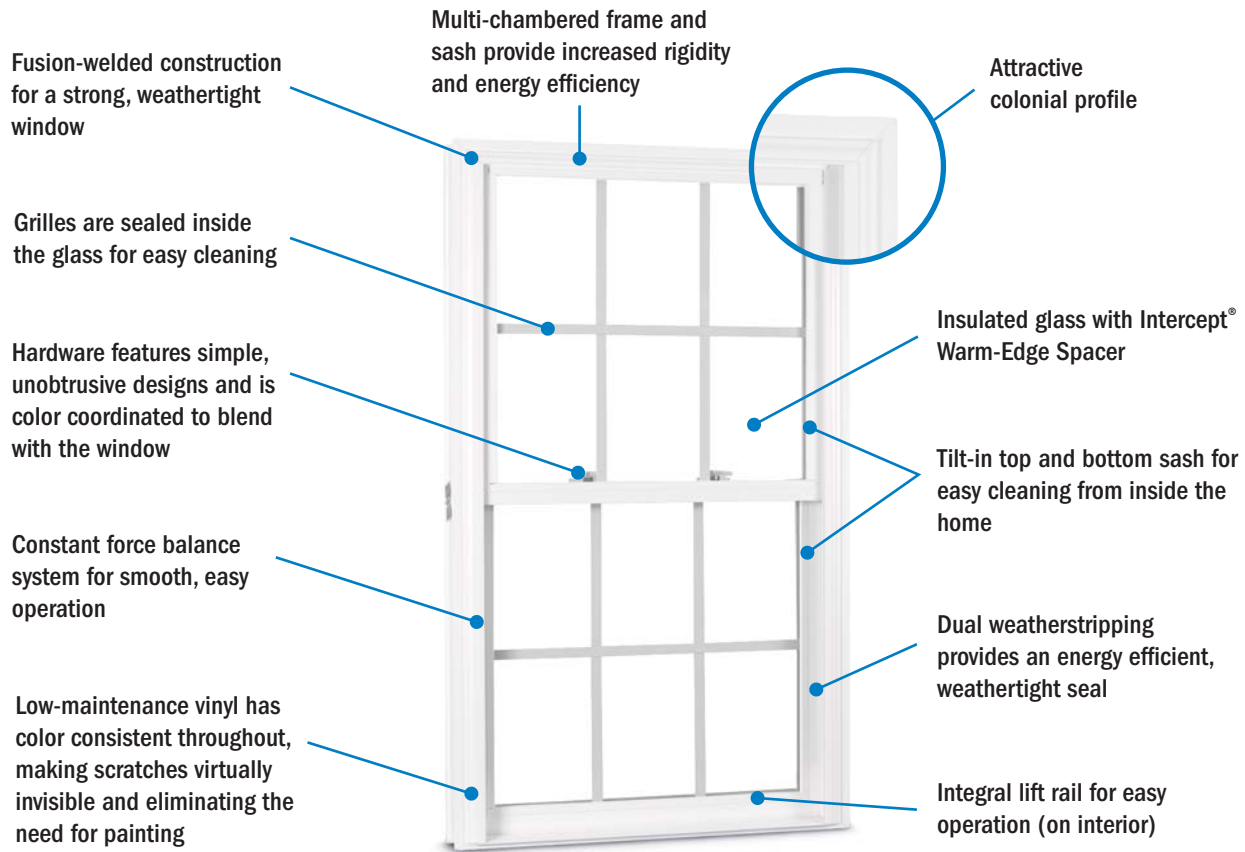 Multi-chambered frame and
sash provide increased rigidity
and energy efficiency
Fusion-welded construction
for a strong, weathertight
window
Attractive
colonial profile
Grilles are sealed inside
the glass for easy cleaning
Insulated glass with Intercept®
Warm-Edge Spacer
Hardware features simple,
unobtrusive designs and is
color coordinated to blend
with the window
Tilt-in top and bottom sash for
easy cleaning from inside the
home
Constant force balance
system for smooth, easy
operation
Dual weatherstripping
provides an energy efficient,
weathertight seal
Low-maintenance vinyl has
color consistent throughout,
making scratches virtually
invisible and eliminating the
need for painting
Integral lift rail for easy
operation (on interior)